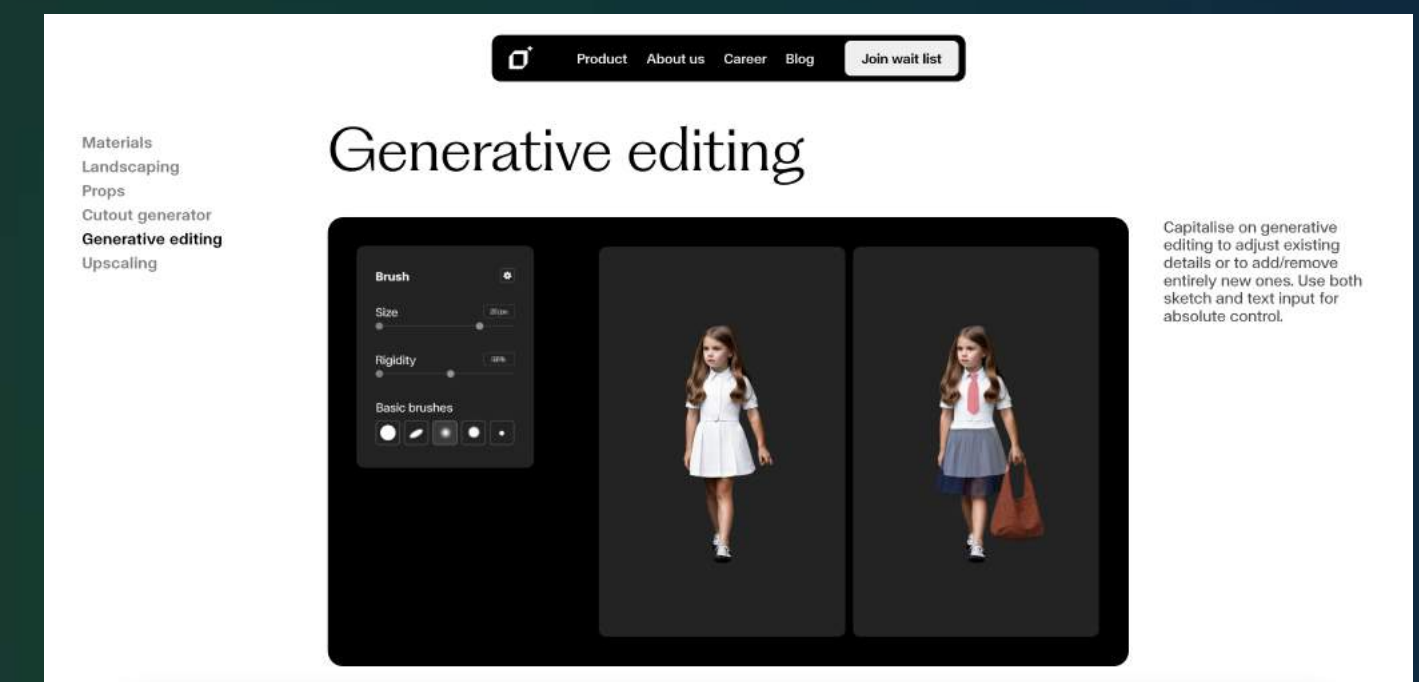 Product About us Career Blog Join wait list
Materials
Landscaping
Props
Cutout generator
Generative editing
Upscaling
Generative editing
Brush
Size
Rigidity
Basic brushes
Capitalise on generative
editing to adjust existing
details or to add/remove
entirely new ones. Use both
sketch and text input for
absolute control.